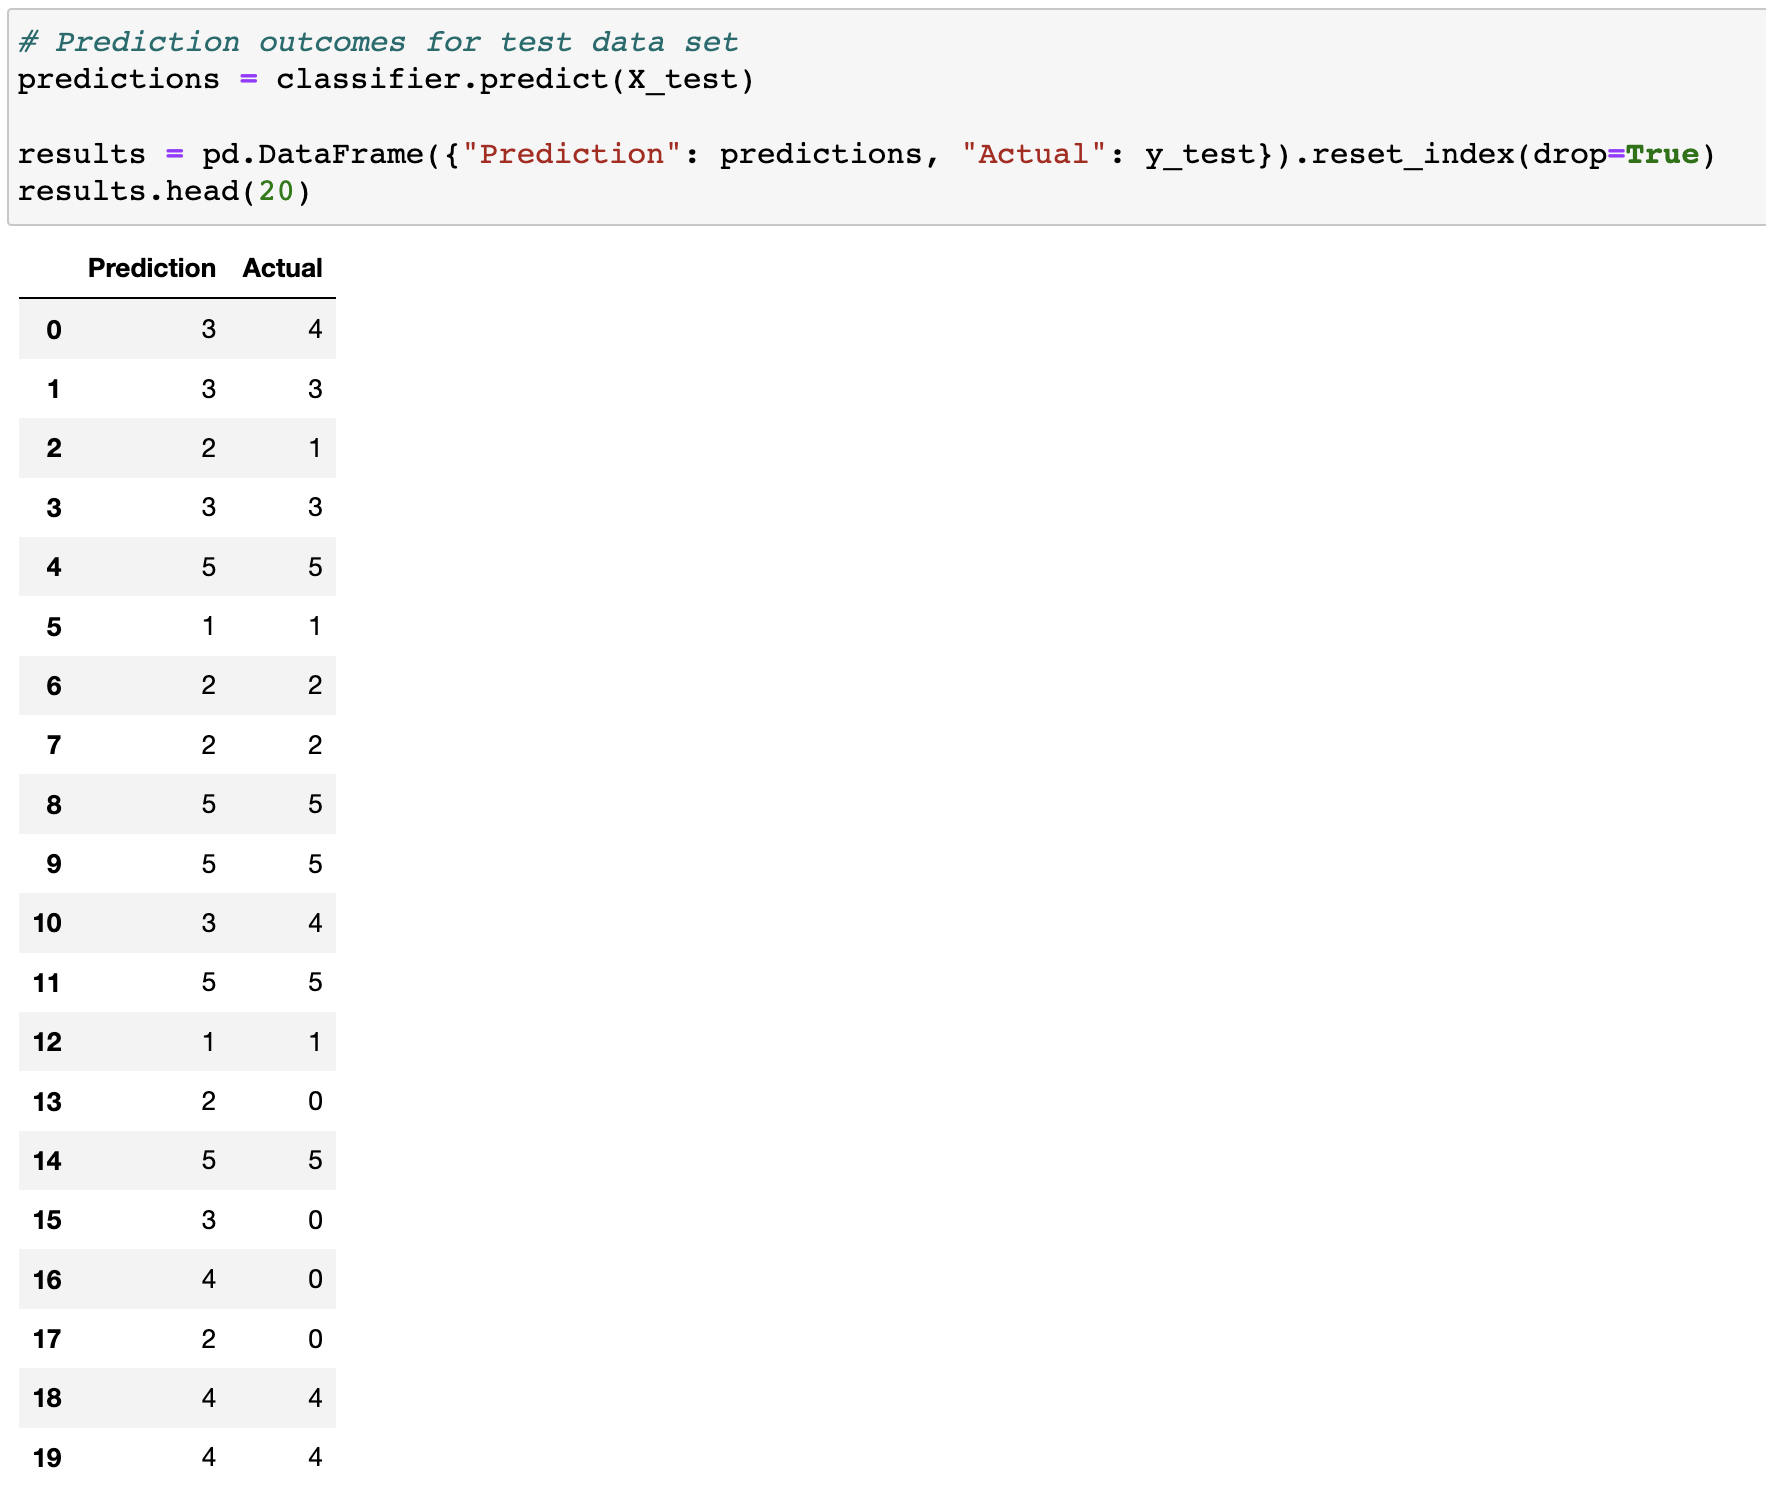 # Prediction outcomes for test data set
predictions = classifier.predict(X_test)
results = pd.DataFrame({"Prediction": predictions, "Actual": y_test}).reset_index(drop=True)
results.head(20)
Prediction Actual
0 3 4
1 3 3
2 2 1
3 3 3
4 5 5
5 1 1
6 2 2
7 2 2
8 5 5
9 5 5
10 3 4
11 5 5
12 1 1
13 2 0
14 5 5
15 3 0
16 4 0
17 2 0
18 4 4
19 4 4